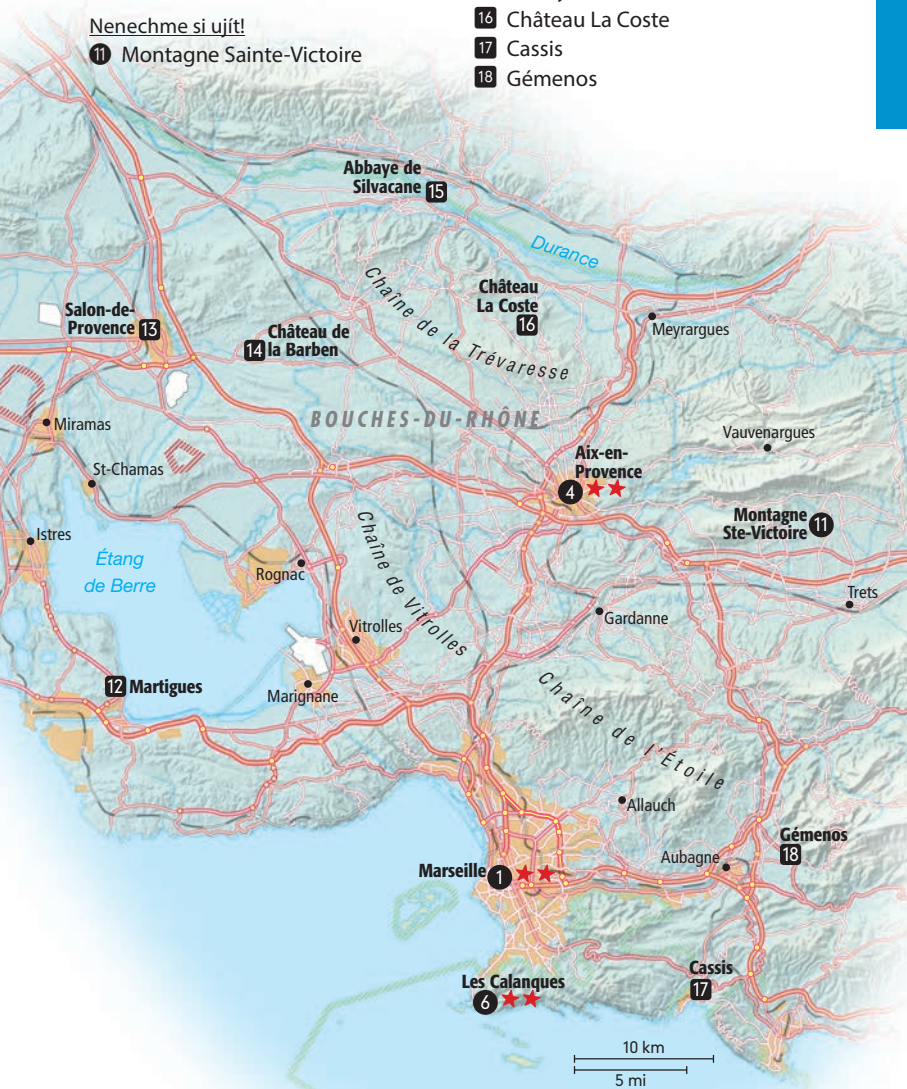 Nenechme si ujít!
11 Montagne Sainte-Victoire
16 Château La Coste
17 Cassis
18 Gémenos
Abbaye de
Silvacane 15
Durance
Chaîne de la Trévaresse
Château
La Coste
16
Meyrargues
Salon-de-
Provence 13
Château de
14 la Barben
BOUCHES-DU-RHÔNE
Miramas
Vauvenargues
St-Chamas
Aix-en-
Provence
4
Montagne
Ste-Victoire 11
Istres
Étang
de Berre
Rognac
Chaîne de Vitrolles
Trets
Gardanne
Vitrolles
12 Martigues
Marignane
Chaîne de l'Étoile
Allauch
Gémenos
18
Aubagne
Marseille 1
Cassis
17
Les Calanques
6
10 km
5 mi